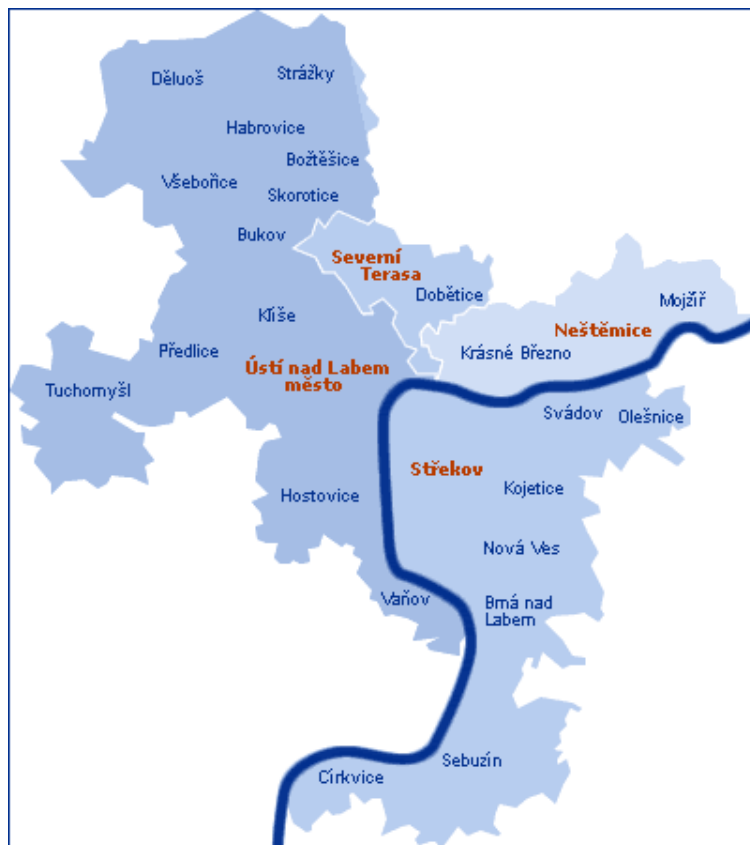 Děluoš
Strážky
Habrovice
Božtěšice
Všebořice
Skorotice
Bukov
Severní
Terasa
Dobětice
Mojžíř
Klíše
Neštěmice
Předlice
Krásné Březno
Ústí nad Labem
město
Tuchomyšl
Svádov
Olešnice
Střekov
Kojetice
Hostovice
Nová Ves
Vaňov
Brná nad
Labem
Sebuzín
Církvice